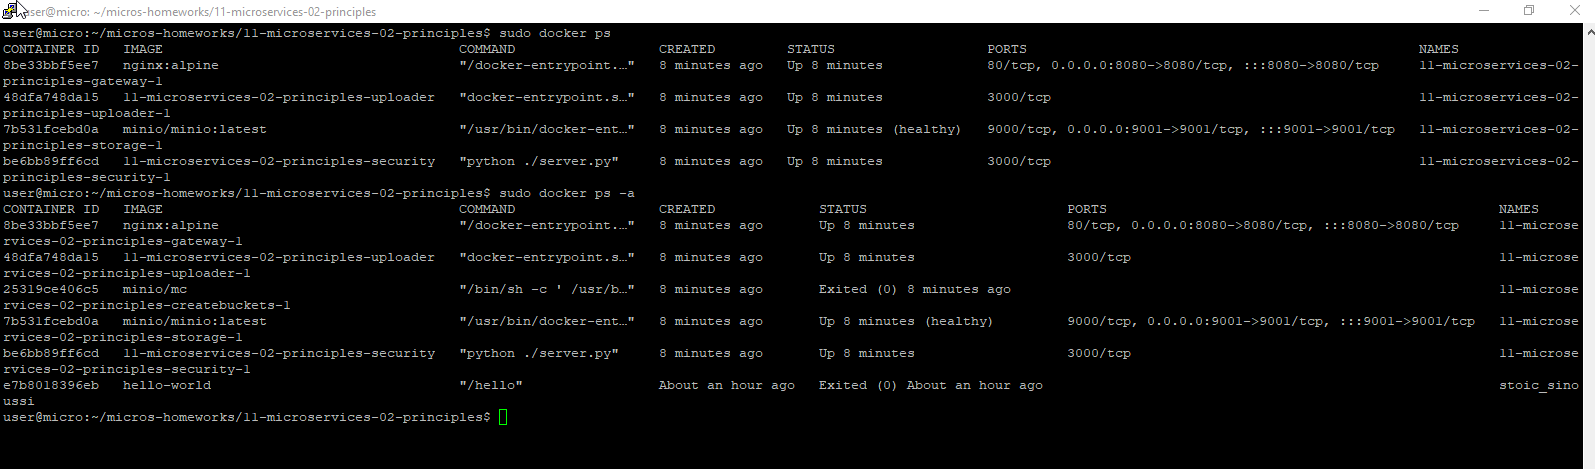 user@micro: ~/micros-homeworks/11-microservices-02-principles
user@micro:~/micros-homeworks/11-microservices-02-principles$ sudo docker ps
CONTAINER ID   IMAGE                                     COMMAND                  CREATED         STATUS                   PORTS                                                 NAMES
8be33bbf5ee7   nginx:alpine                              "/docker-entrypoint.…"   8 minutes ago   Up 8 minutes             80/tcp, 0.0.0.0:8080->8080/tcp, :::8080->8080/tcp     11-microservices-02-
principles-gateway-1
48dfa748da15   11-microservices-02-principles-uploader   "docker-entrypoint.s…"   8 minutes ago   Up 8 minutes             3000/tcp                                              11-microservices-02-
principles-uploader-1
7b531fcebd0a   minio/minio:latest                        "/usr/bin/docker-ent…"   8 minutes ago   Up 8 minutes (healthy)   9000/tcp, 0.0.0.0:9001->9001/tcp, :::9001->9001/tcp   11-microservices-02-
principles-storage-1
be6bb89ff6cd   11-microservices-02-principles-security   "python ./server.py"     8 minutes ago   Up 8 minutes             3000/tcp                                              11-microservices-02-
principles-security-1
user@micro:~/micros-homeworks/11-microservices-02-principles$ sudo docker ps -a
CONTAINER ID   IMAGE                                     COMMAND                  CREATED             STATUS                         PORTS                                                 NAMES
8be33bbf5ee7   nginx:alpine                              "/docker-entrypoint.…"   8 minutes ago       Up 8 minutes                   80/tcp, 0.0.0.0:8080->8080/tcp, :::8080->8080/tcp     11-microse
rvices-02-principles-gateway-1
48dfa748da15   11-microservices-02-principles-uploader   "docker-entrypoint.s…"   8 minutes ago       Up 8 minutes                   3000/tcp                                              11-microse
rvices-02-principles-uploader-1
25319ce406c5   minio/mc                                  "/bin/sh -c ' /usr/b…"   8 minutes ago       Exited (0) 8 minutes ago                                                             11-microse
rvices-02-principles-createbuckets-1
7b531fcebd0a   minio/minio:latest                        "/usr/bin/docker-ent…"   8 minutes ago       Up 8 minutes (healthy)         9000/tcp, 0.0.0.0:9001->9001/tcp, :::9001->9001/tcp   11-microse
rvices-02-principles-storage-1
be6bb89ff6cd   11-microservices-02-principles-security   "python ./server.py"     8 minutes ago       Up 8 minutes                   3000/tcp                                              11-microse
rvices-02-principles-security-1
e7b8018396eb   hello-world                               "/hello"                 About an hour ago   Exited (0) About an hour ago                                                         stoic_sino
ussi
user@micro:~/micros-homeworks/11-microservices-02-principles$